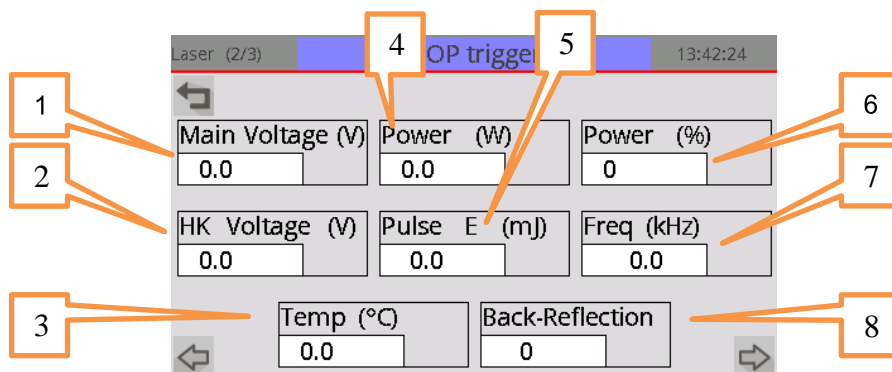 Laser (2/3) OP trigger 13:42:24
4 5
1 6
Main Voltage (V) Power (W) Power (%)
0.0 0.0 0
2 7
HK Voltage (V) Pulse E (mJ) Freq (kHz)
0.0 0.0 0.0
3 8
Temp (°C) Back-Reflection
0.0 0